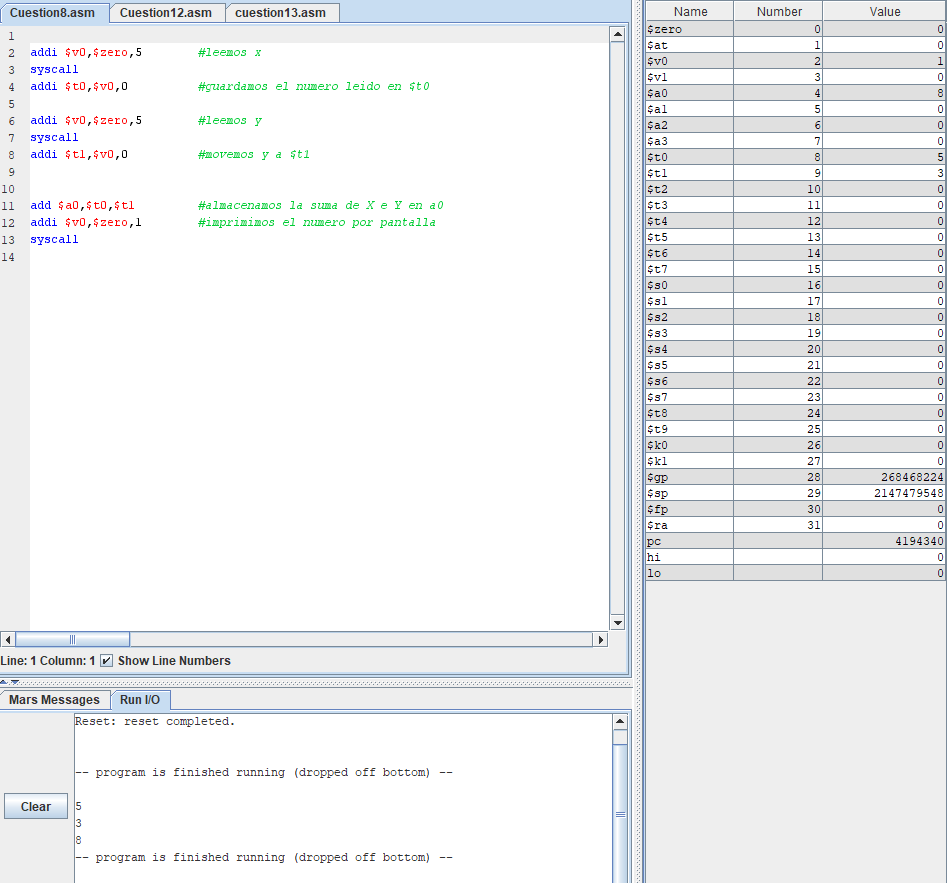 Cuestion8.asm Cuestion12.asm cuestion13.asm
1
2 addi $v0,$zero,5 #leemos x
3 syscall
4 addi $t0,$v0,0 #guardamos el numero leido en $t0
5
6 addi $v0,$zero,5 #leemos y
7 syscall
8 addi $t1,$v0,0 #movemos y a $t1
9
10
11 add $a0,$t0,$t1 #almacenamos la suma de X e Y en a0
12 addi $v0,$zero,1 #imprimimos el numero por pantalla
13 syscall
14
Line: 1 Column: 1 Show Line Numbers
Mars Messages Run I/O
Clear
Reset: reset completed.
-- program is finished running (dropped off bottom) --
5
3
8
-- program is finished running (dropped off bottom) --
Name Number Value
$zero 0 0
$at 1 0
$v0 2 1
$v1 3 0
$a0 4 8
$a1 5 0
$a2 6 0
$a3 7 0
$t0 8 5
$t1 9 3
$t2 10 0
$t3 11 0
$t4 12 0
$t5 13 0
$t6 14 0
$t7 15 0
$s0 16 0
$s1 17 0
$s2 18 0
$s3 19 0
$s4 20 0
$s5 21 0
$s6 22 0
$s7 23 0
$t8 24 0
$t9 25 0
$k0 26 0
$k1 27 0
$gp 28 268468224
$sp 29 2147479548
$fp 30 0
$ra 31 0
pc 4194340
hi 0
lo 0